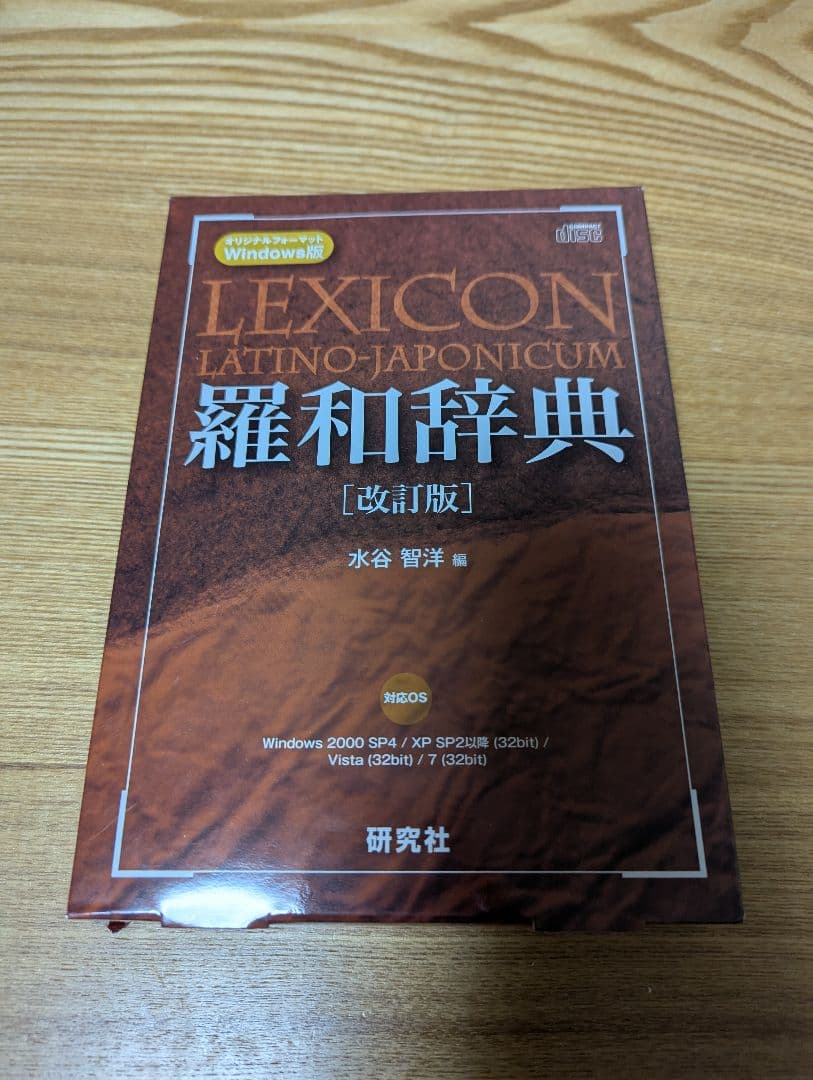 オリジナルフォーマット
Windows版
COMPACT
disc
LEXICON
LATINO-JAPONICUM
羅和辞典
[改訂版]
水谷 智洋 編
対応OS
Windows 2000 SP4 / XP SP2以降 (32bit) /
Vista (32bit) / 7 (32bit)
研究社